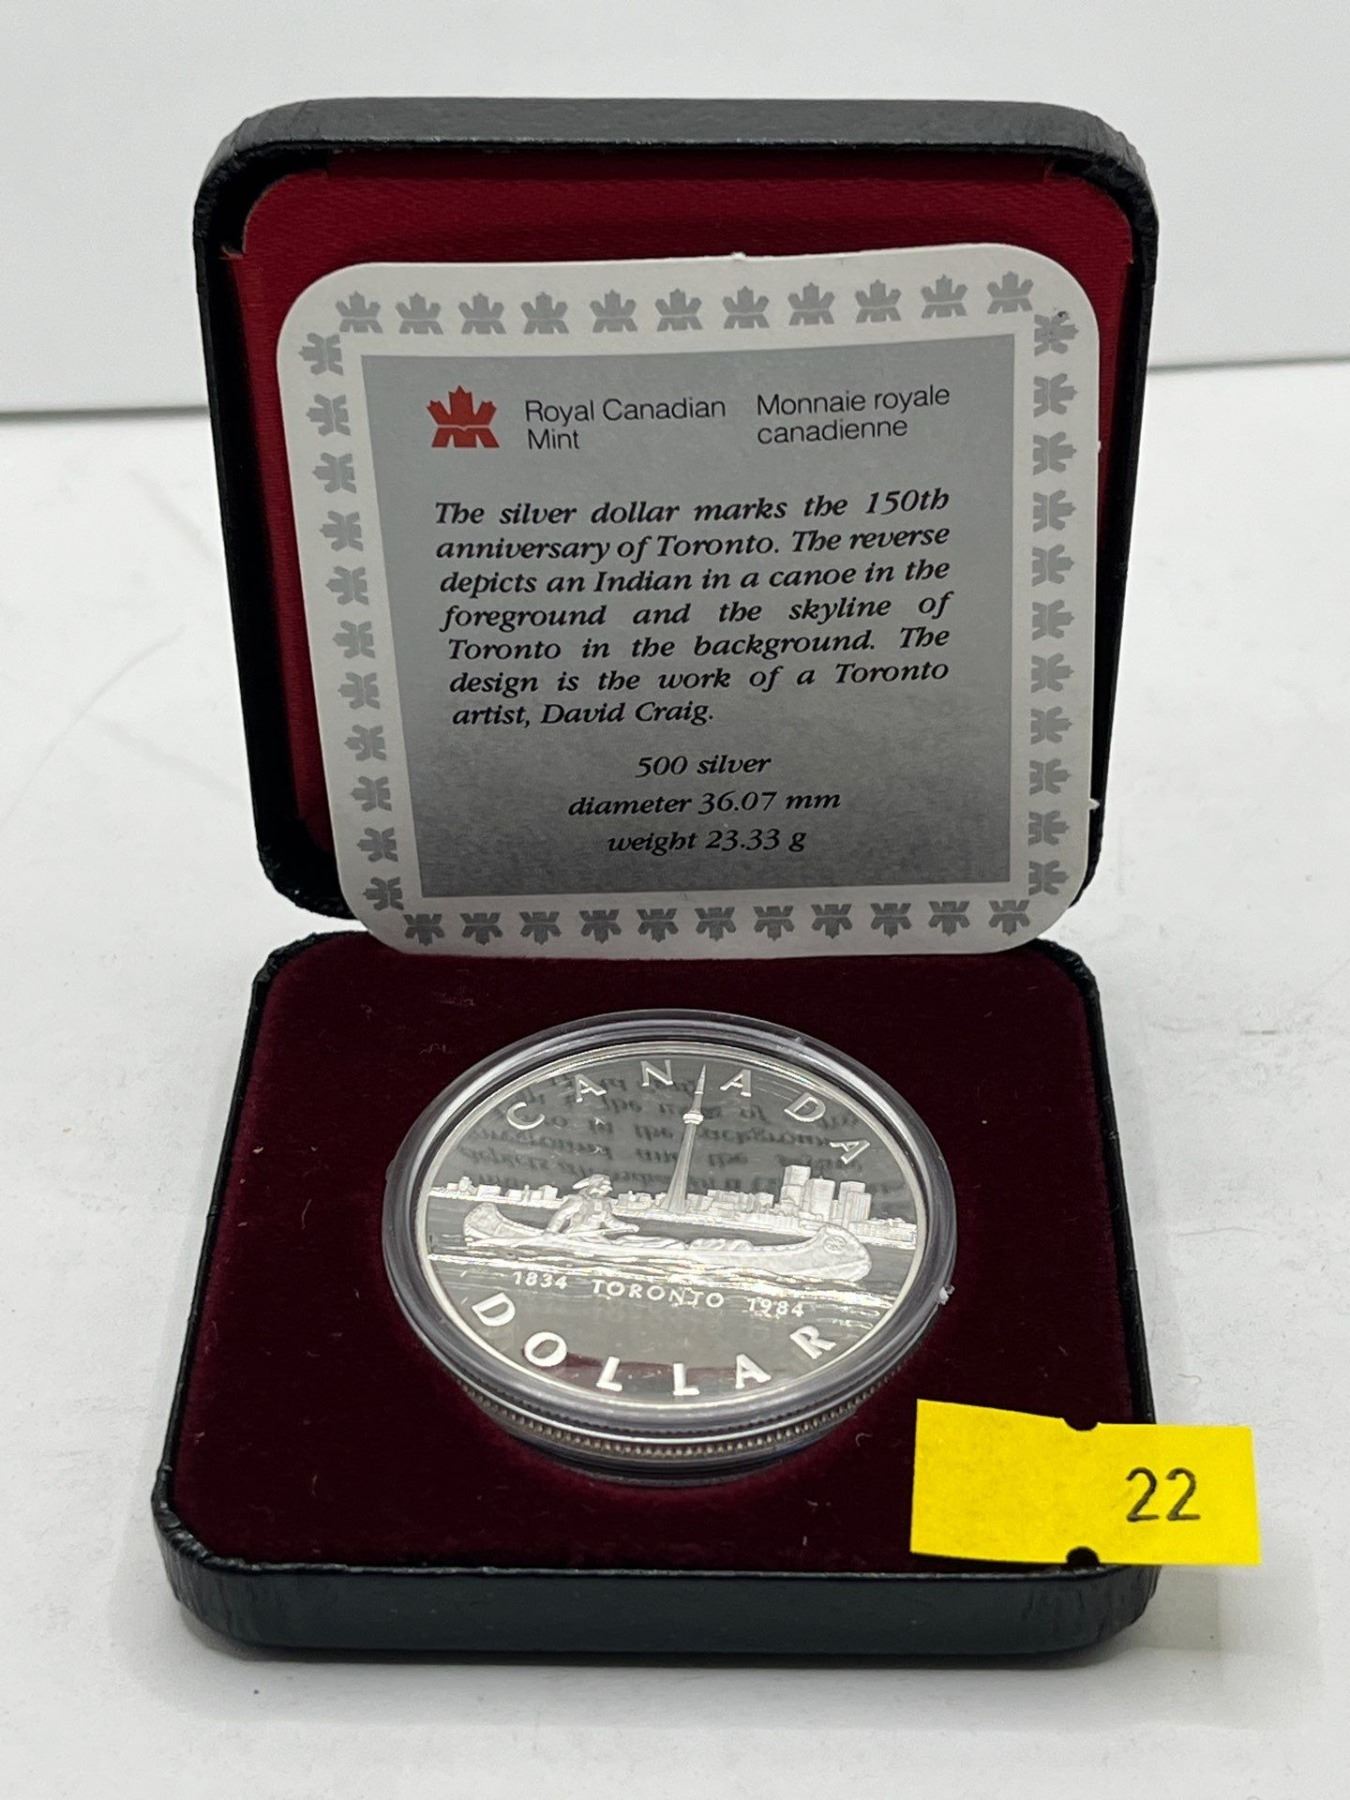 Royal Canadian Mint
Monnaie royale canadienne
The silver dollar marks the 150th
anniversary of Toronto. The reverse
depicts an Indian in a canoe in the
foreground and the skyline of
Toronto in the background. The
design is the work of a Toronto
artist, David Craig.
500 silver
diameter 36.07 mm
weight 23.33 g
CANADA
1834 TORONTO 1984
DOLLAR
22